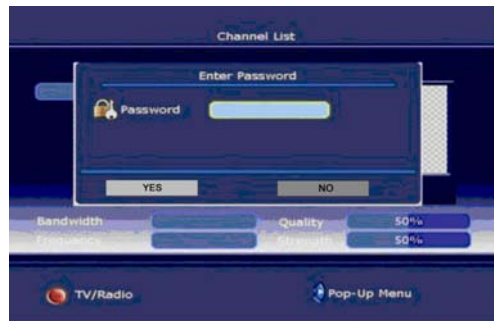 Channel List
Enter Password
Password
YES NO
Bandwidth Quality 50%
Frequency Strength 50%
TV/Radio Pop-Up Menu